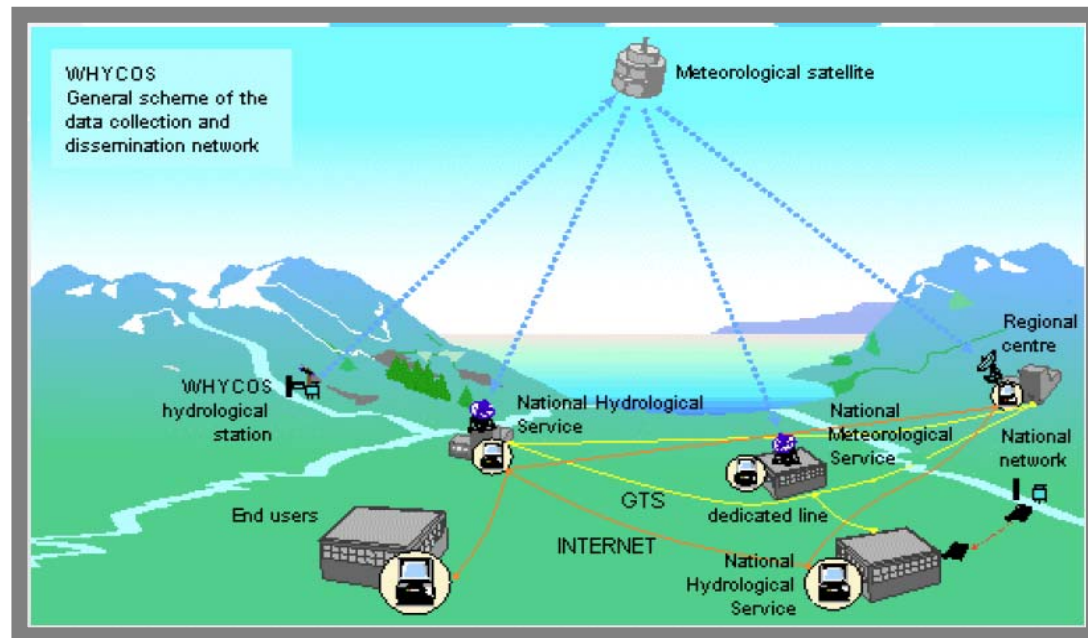 WHYCOS
General scheme of the
data collection and
dissemination network
Meteorological satellite
Regional
centre
WHYCOS
hydrological
station
National Hydrological
Service
National
Meteorological
Service
National
network
GTS
dedicated line
End users
INTERNET
National
Hydrological
Service